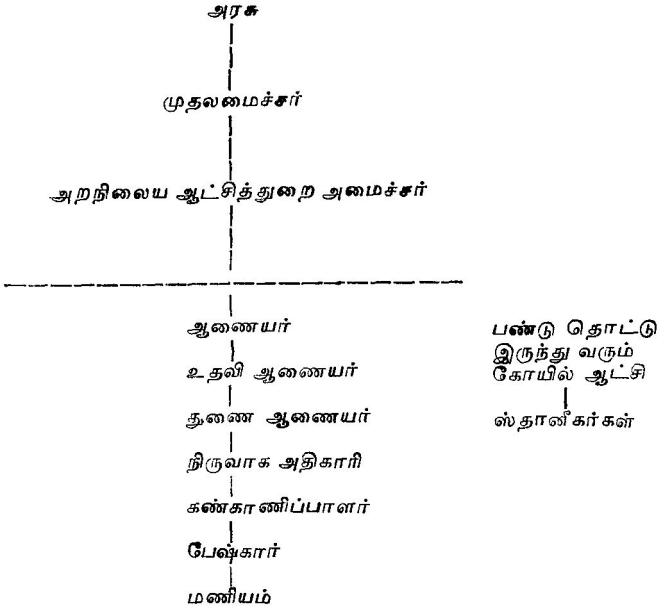 அரசு
முதலமைச்சர்
அறநிலைய ஆட்சித்துறை அமைச்சர்
ஆணையர்
உதவி ஆணையர்
துணை ஆணையர்
நிருவாக அதிகாரி
கண்காணிப்பாளர்
பேஷ்கார்
மணியம்
பண்டு தொட்டு
இருந்து வரும்
கோயில் ஆட்சி
ஸ்தானீகர்கள்